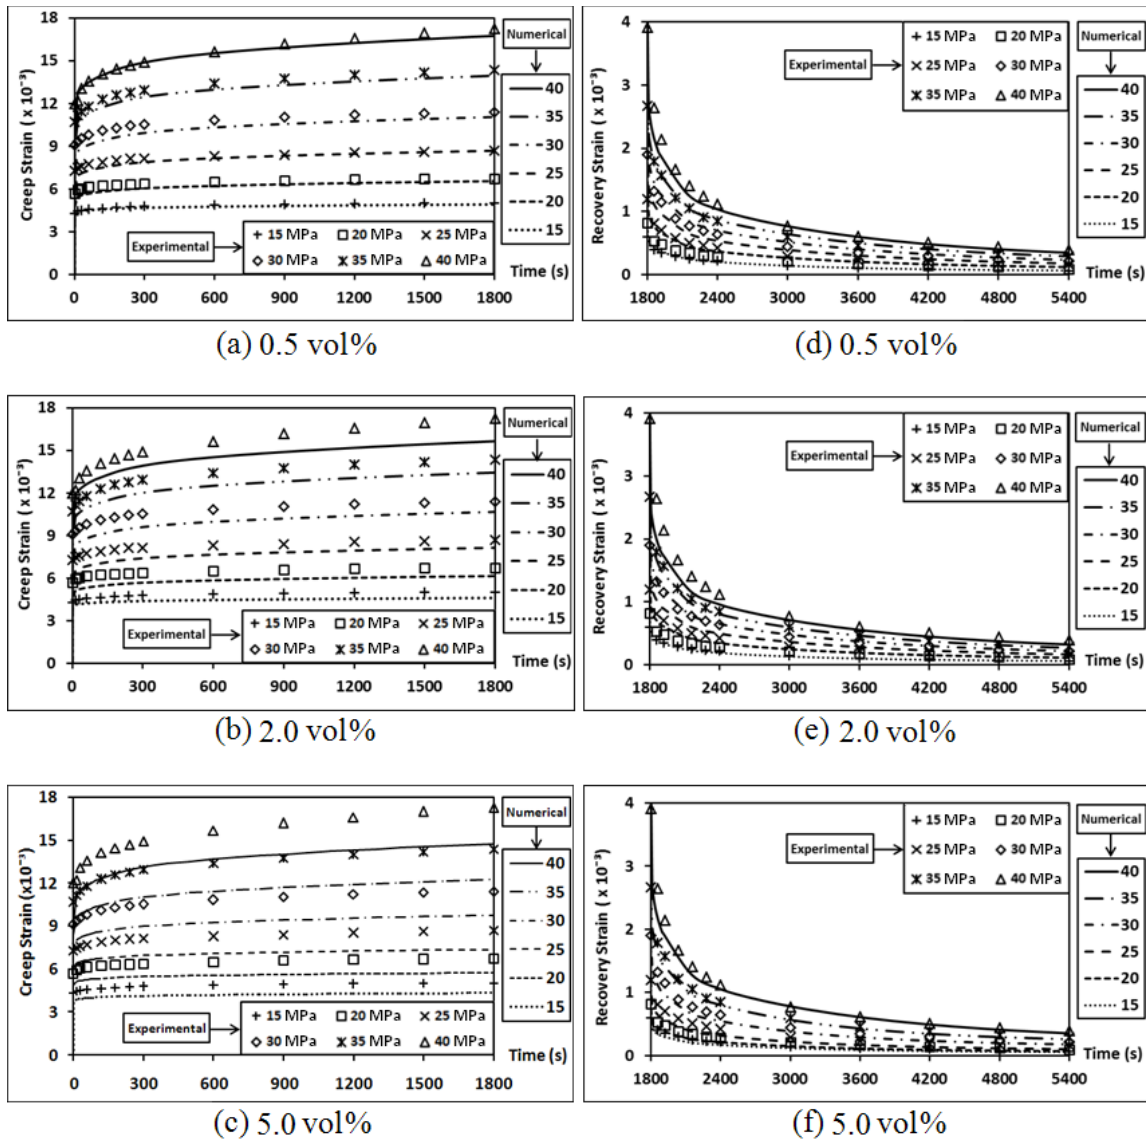 Creep Strain ( x 10⁻³)
18
15
12
9
6
3
0
0 300 600 900 1200 1500 1800
Time (s)
Experimental
+ 15 MPa □ 20 MPa × 25 MPa
◇ 30 MPa ж 35 MPa △ 40 MPa
Numerical
40
35
30
25
20
15
(a) 0.5 vol%
Recovery Strain ( x 10⁻³)
4
3
2
1
0
1800 2400 3000 3600 4200 4800 5400
Time (s)
Experimental
+ 15 MPa □ 20 MPa
× 25 MPa ◇ 30 MPa
ж 35 MPa △ 40 MPa
Numerical
40
35
30
25
20
15
(d) 0.5 vol%
Creep Strain ( x 10⁻³)
18
15
12
9
6
3
0
0 300 600 900 1200 1500 1800
Time (s)
Experimental
+ 15 MPa □ 20 MPa × 25 MPa
◇ 30 MPa ж 35 MPa △ 40 MPa
Numerical
40
35
30
25
20
15
(b) 2.0 vol%
Recovery Strain ( x 10⁻³)
4
3
2
1
0
1800 2400 3000 3600 4200 4800 5400
Time (s)
Experimental
+ 15 MPa □ 20 MPa
× 25 MPa ◇ 30 MPa
ж 35 MPa △ 40 MPa
Numerical
40
35
30
25
20
15
(e) 2.0 vol%
Creep Strain (x10⁻³)
18
15
12
9
6
3
0
0 300 600 900 1200 1500 1800
Time (s)
Experimental
+ 15 MPa □ 20 MPa × 25 MPa
◇ 30 MPa ж 35 MPa △ 40 MPa
Numerical
40
35
30
25
20
15
(c) 5.0 vol%
Recovery Strain ( x 10⁻³)
4
3
2
1
0
1800 2400 3000 3600 4200 4800 5400
Time (s)
Experimental
+ 15 MPa □ 20 MPa
× 25 MPa ◇ 30 MPa
ж 35 MPa △ 40 MPa
Numerical
40
35
30
25
20
15
(f) 5.0 vol%